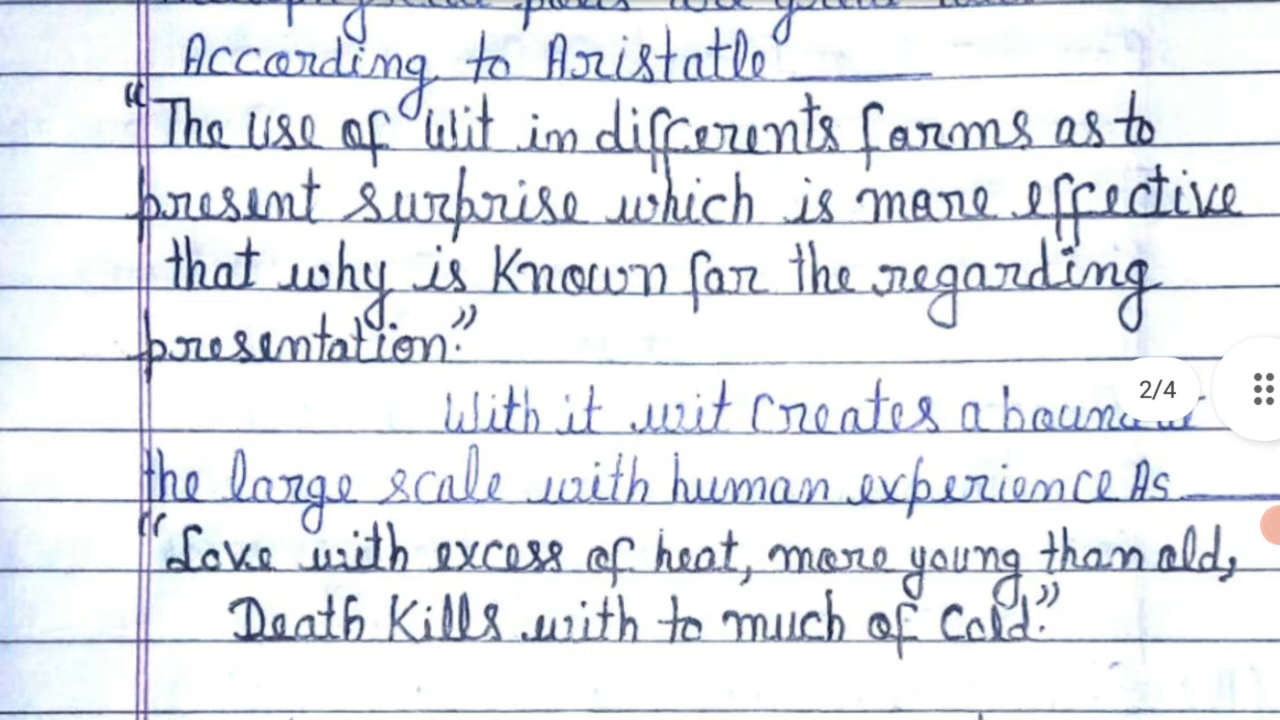 According to Aristatle
"The use of wit in differents forms as to
present surprise which is more effective
that why is Known for the regarding
presentation."
2/4
With it wit Creates a
the large scale with human experience As
"Love with excess of heat, more young than old,
Death Kills with to much of Cold."